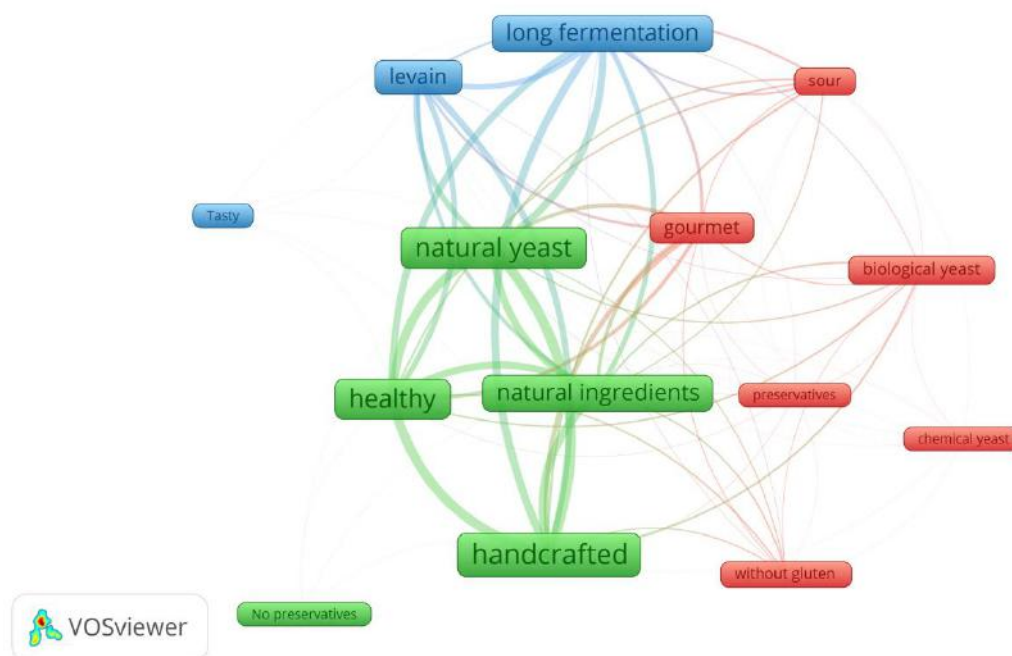 long fermentation
levain
sour
Tasty
natural yeast
gourmet
biological yeast
healthy
natural ingredients
preservatives
chemical yeast
handcrafted
without gluten
No preservatives
VOSviewer